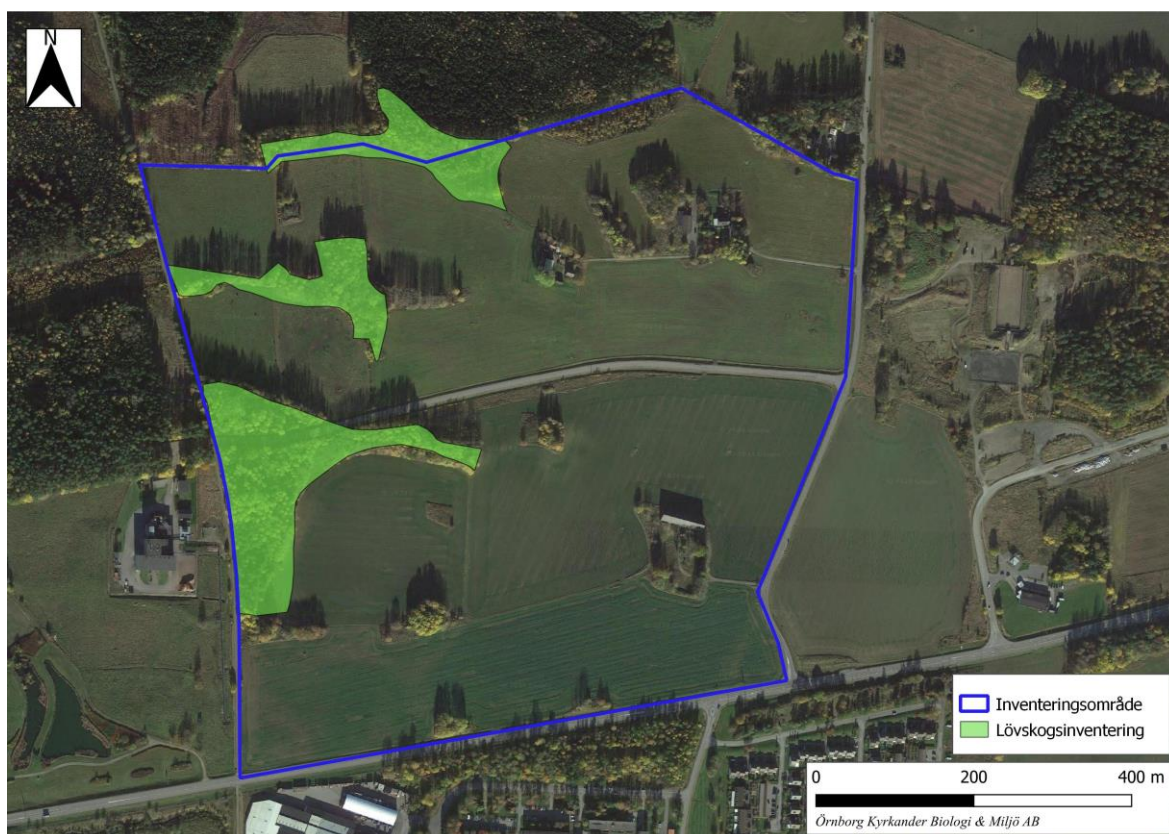 N
Inventeringsområde
Lövskogsinventering
0 200 400 m
Örnborg Kyrkander Biologi & Miljö AB